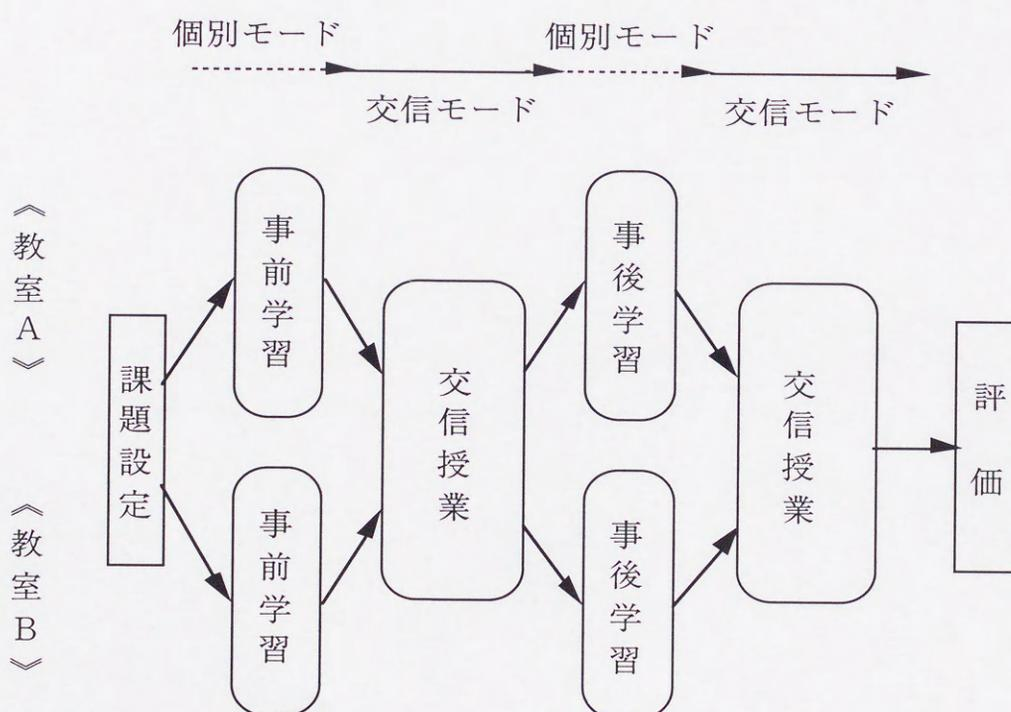 個別モード
個別モード
交信モード
交信モード
《教室A》
《教室B》
課題設定
事前学習
事前学習
交信授業
事後学習
事後学習
交信授業
評価